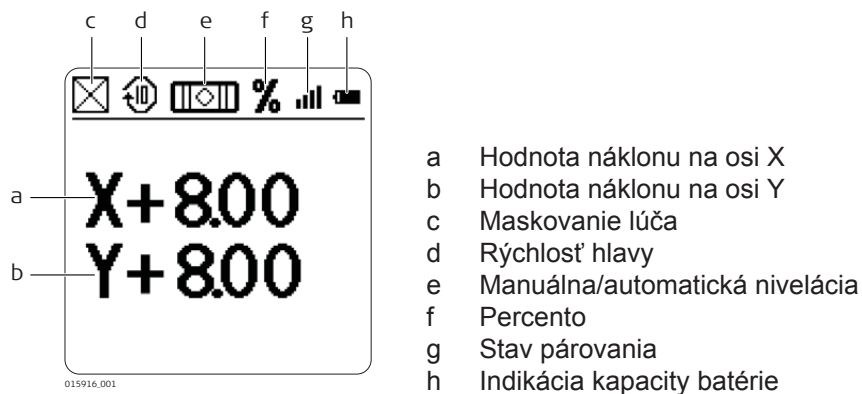 c d e f g h
10 %
a X+8.00
b Y+8.00
015916_001
a Hodnota náklonu na osi X
b Hodnota náklonu na osi Y
c Maskovanie lúča
d Rýchlosť hlavy
e Manuálna/automatická nivelácia
f Percento
g Stav párovania
h Indikácia kapacity batérie